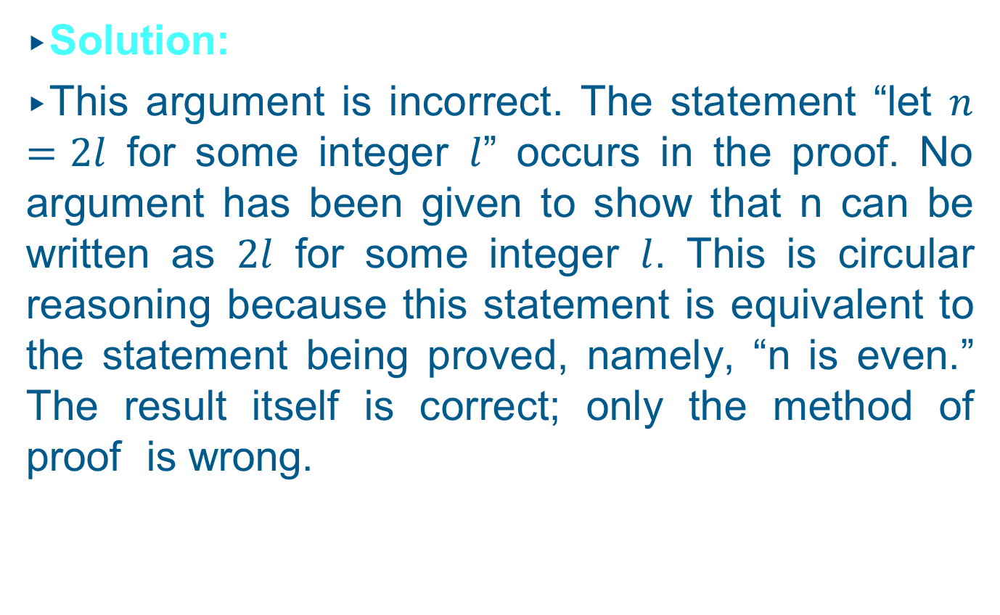 ▸Solution:
▸This argument is incorrect. The statement “let 𝑛
= 2𝑙 for some integer 𝑙” occurs in the proof. No
argument has been given to show that n can be
written as 2𝑙 for some integer 𝑙. This is circular
reasoning because this statement is equivalent to
the statement being proved, namely, “n is even.”
The result itself is correct; only the method of
proof is wrong.